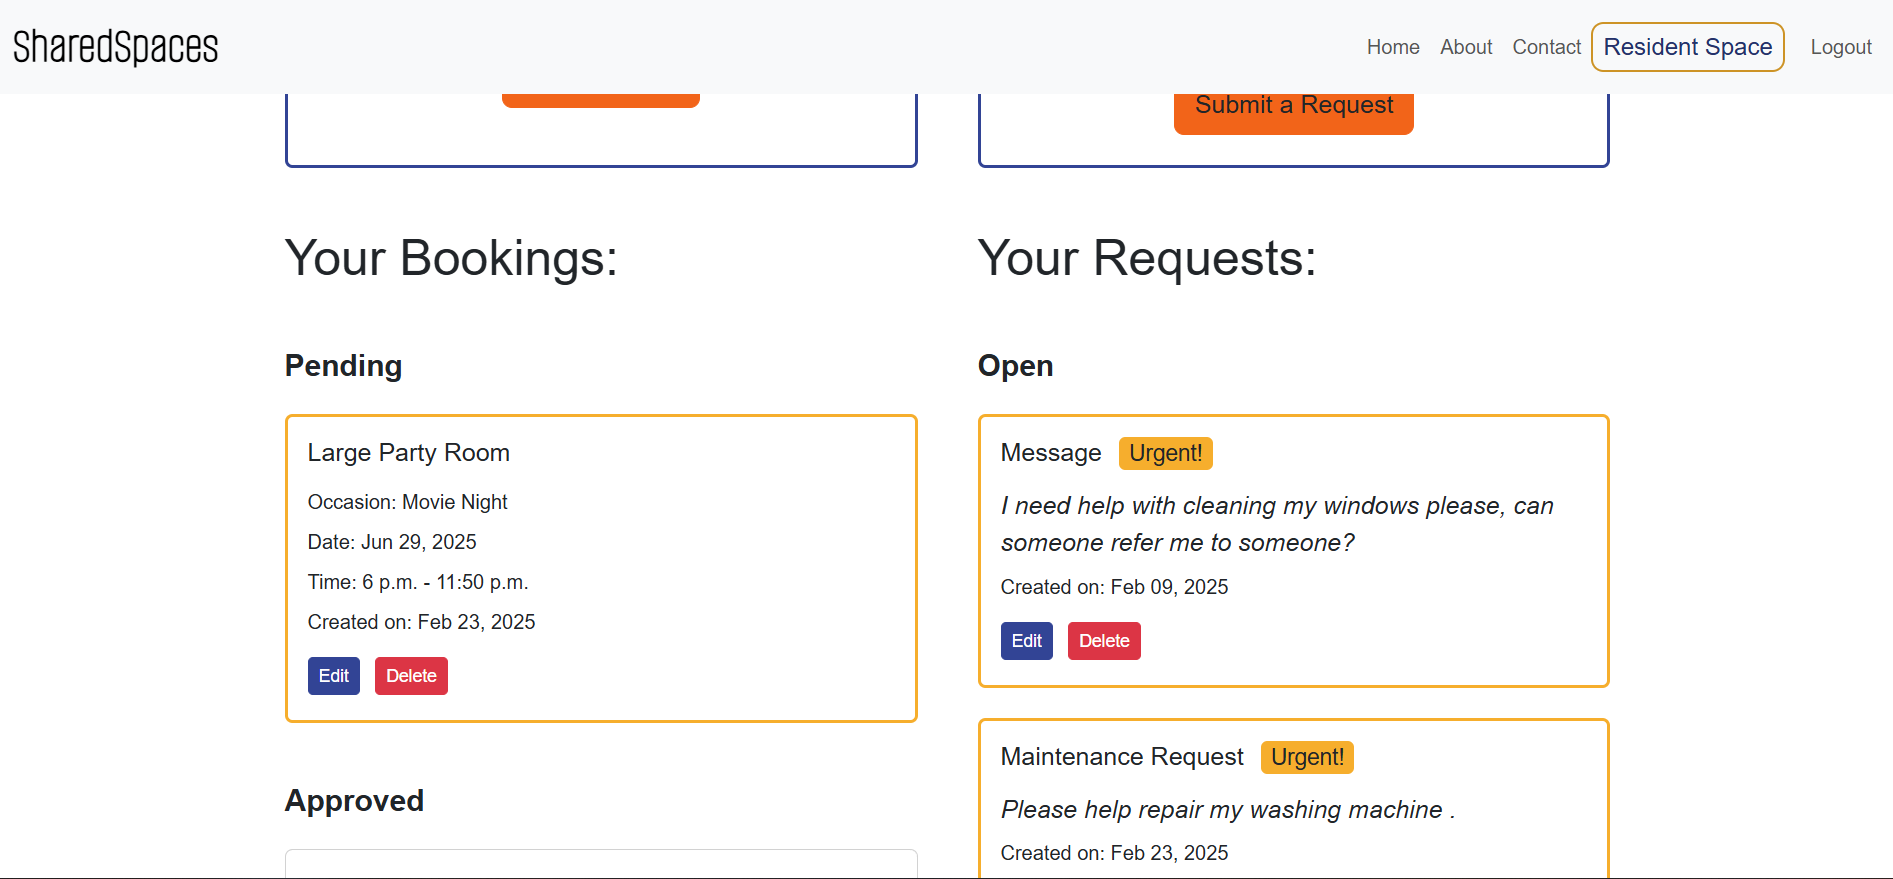 SharedSpaces
Home About Contact Resident Space Logout
Submit a Request
Your Bookings:
Pending
Large Party Room
Occasion: Movie Night
Date: Jun 29, 2025
Time: 6 p.m. - 11:50 p.m.
Created on: Feb 23, 2025
Edit Delete
Approved
Your Requests:
Open
Message Urgent!
I need help with cleaning my windows please, can
someone refer me to someone?
Created on: Feb 09, 2025
Edit Delete
Maintenance Request Urgent!
Please help repair my washing machine .
Created on: Feb 23, 2025